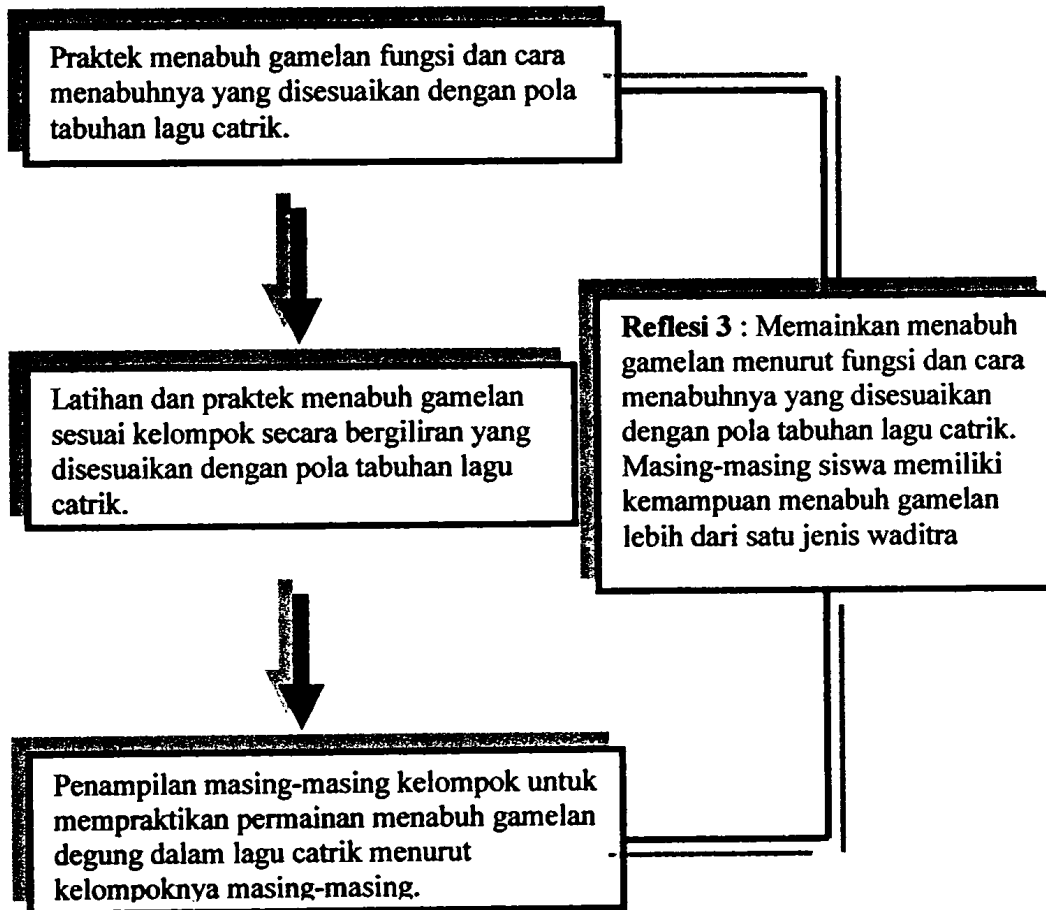 Praktek menabuh gamelan fungsi dan cara
menabuhnya yang disesuaikan dengan pola
tabuhan lagu catrik.
Latihan dan praktek menabuh gamelan
sesuai kelompok secara bergiliran yang
disesuaikan dengan pola tabuhan lagu
catrik.
Reflesi 3 : Memainkan menabuh
gamelan menurut fungsi dan cara
menabuhnya yang disesuaikan
dengan pola tabuhan lagu catrik.
Masing-masing siswa memiliki
kemampuan menabuh gamelan
lebih dari satu jenis waditra
Penampilan masing-masing kelompok untuk
mempraktikan permainan menabuh gamelan
degung dalam lagu catrik menurut
kelompoknya masing-masing.